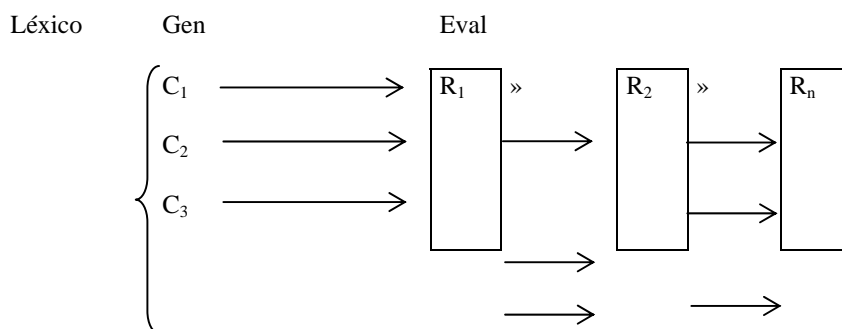 Léxico Gen Eval
C₁ R₁ » R₂ » Rₙ
C₂
C₃